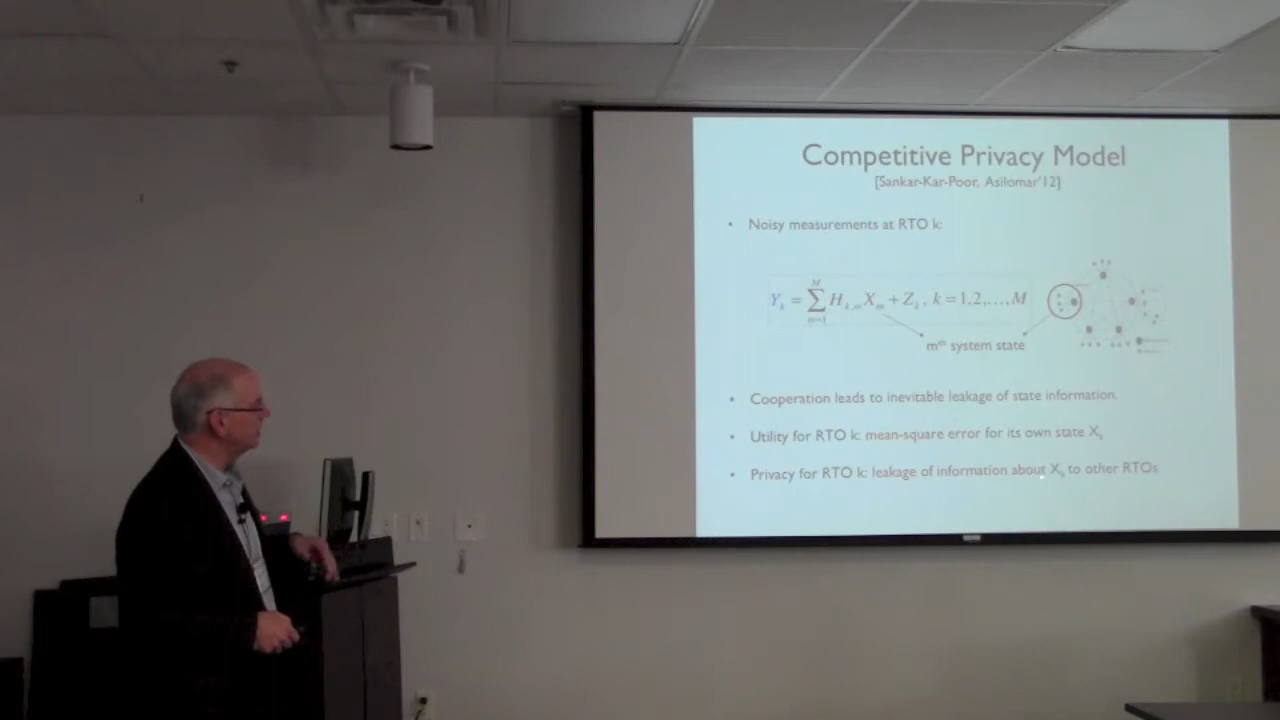 Competitive Privacy Model
[Sankar-Kar-Poor, Asilomar'12]
• Noisy measurements at RTO k:
Y_k = ∑_{m=1}^{M} H_{k,m} X_m + Z_k , k = 1,2,...,M
mth system state
• Cooperation leads to inevitable leakage of state information.
• Utility for RTO k: mean-square error for its own state X_k
• Privacy for RTO k: leakage of information about X_k to other RTOs